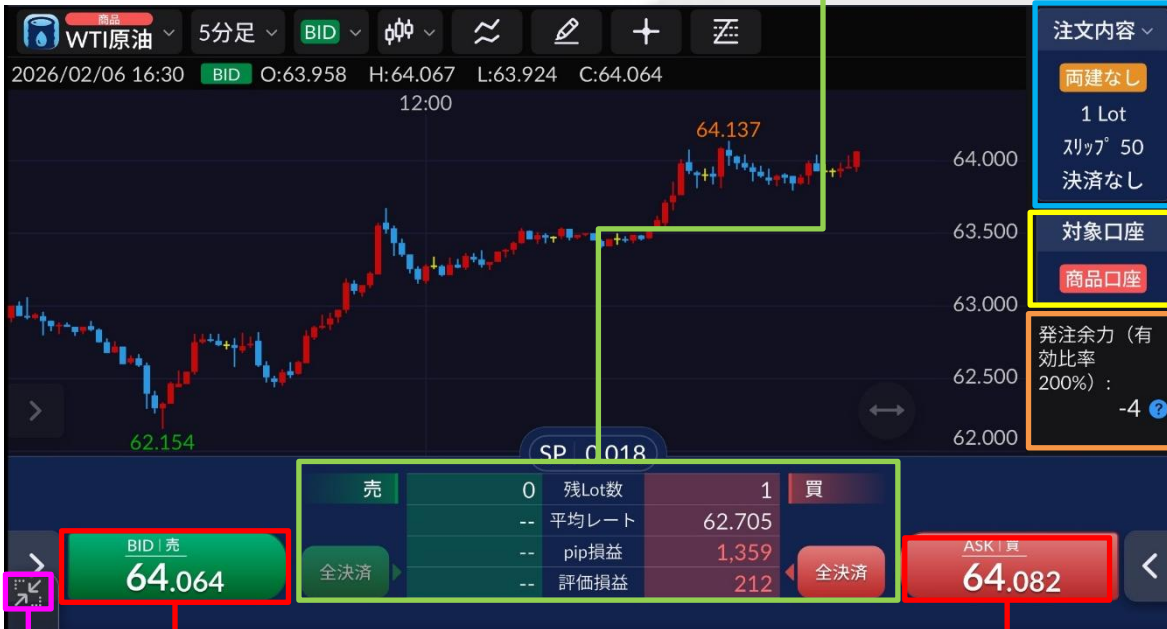 商品
WTI原油
5分足
BID
注文内容
2026/02/06 16:30 BID O:63.958 H:64.067 L:63.924 C:64.064
両建なし
12:00
1 Lot
64.137
ｽﾘｯﾌﾟ 50
64.000
決済なし
63.500
対象口座
商品口座
63.000
発注余力（有
効比率
200%）:
62.500
-4
62.154
62.000
SP 0.018
売 0 残Lot数 1 買
-- 平均レート 62.705
-- pip損益 1,359
-- 評価損益 212
全決済
全決済
BID|売
64.064
ASK|買
64.082